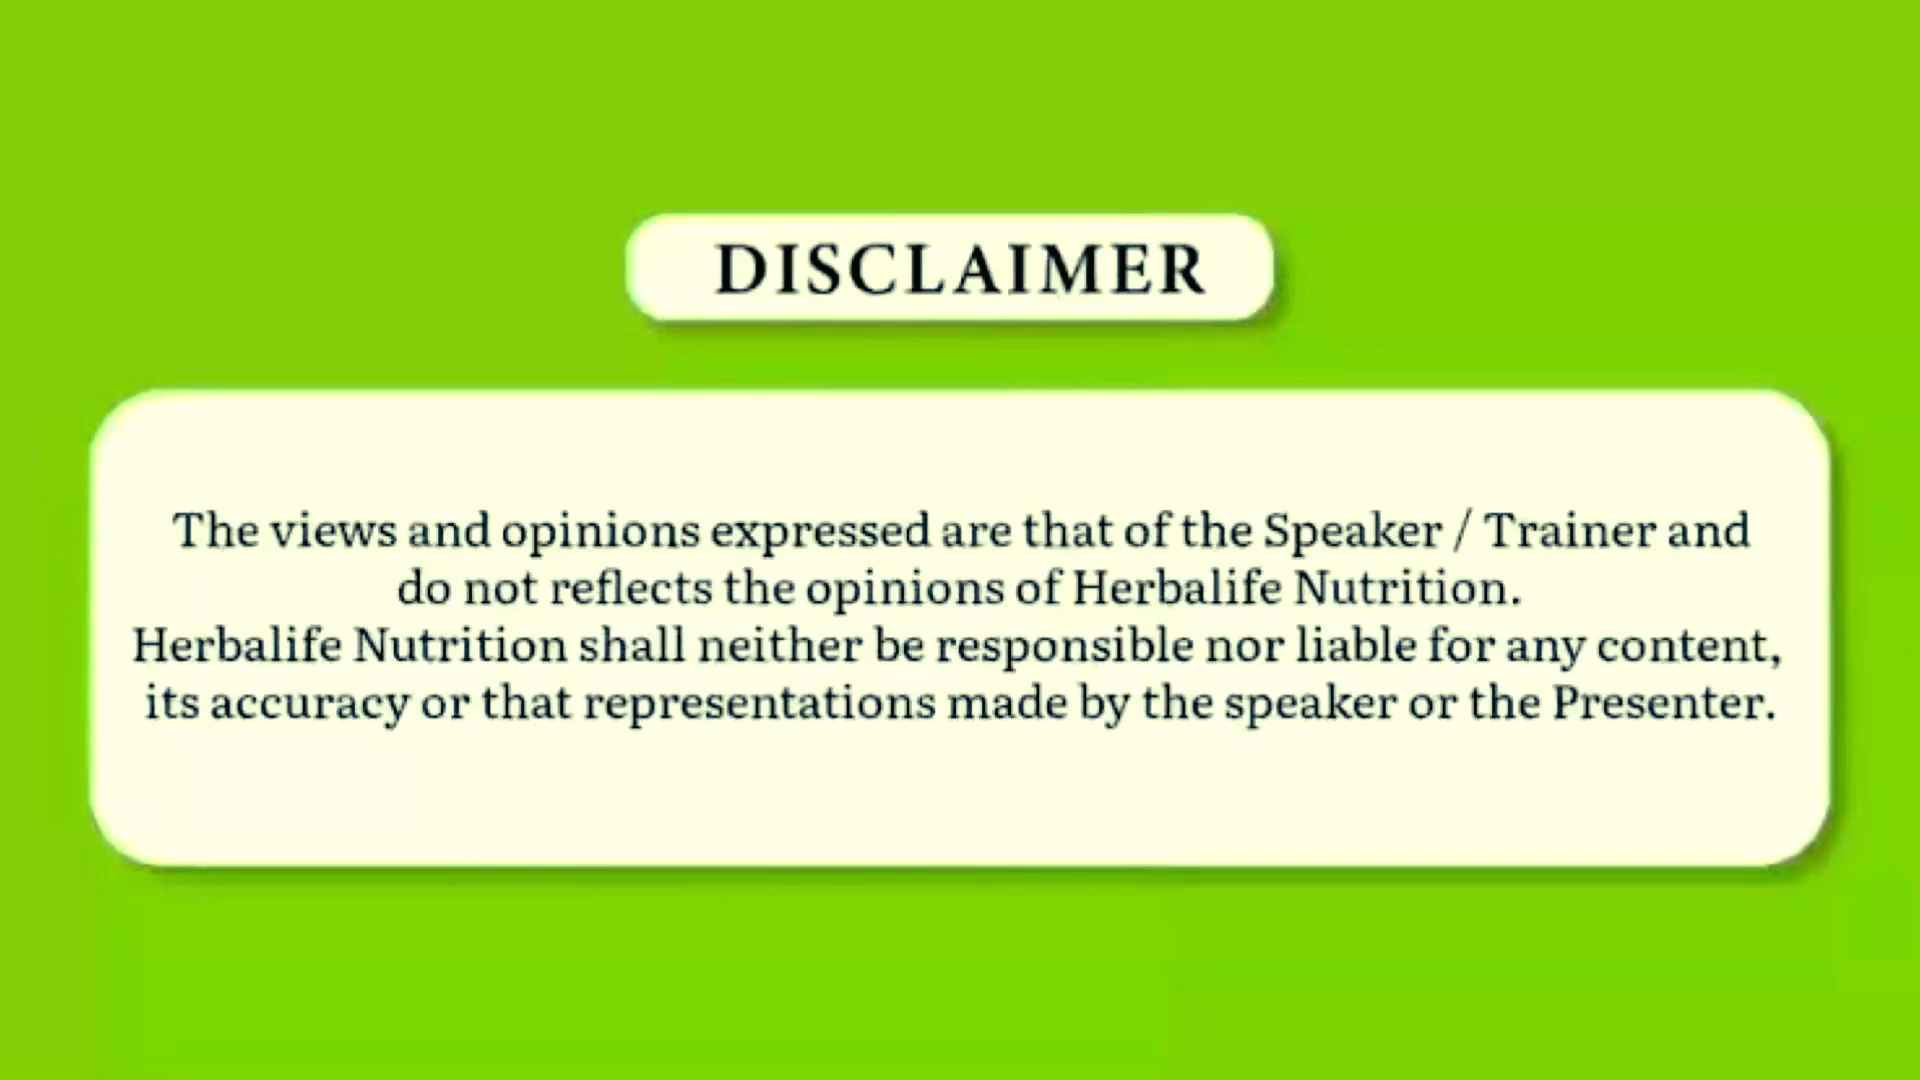 DISCLAIMER
The views and opinions expressed are that of the Speaker / Trainer and
do not reflects the opinions of Herbalife Nutrition.
Herbalife Nutrition shall neither be responsible nor liable for any content,
its accuracy or that representations made by the speaker or the Presenter.